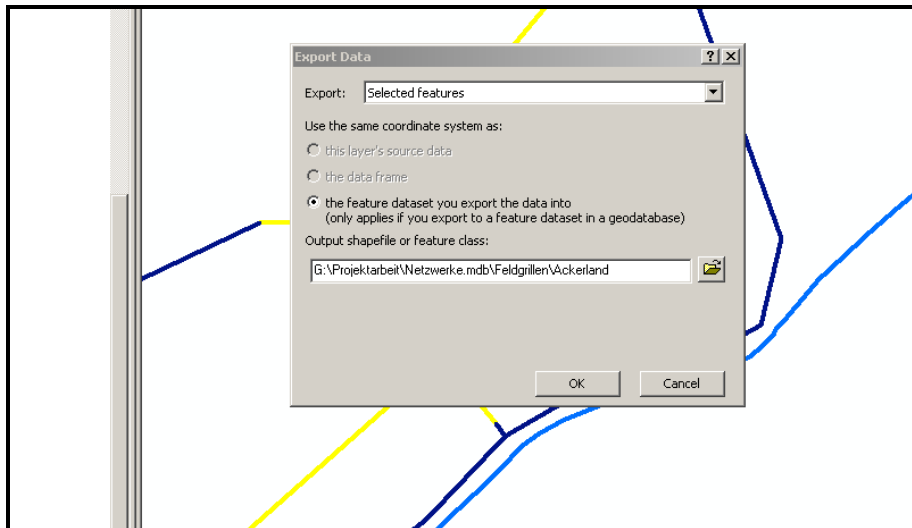 Export Data
Export: Selected features
Use the same coordinate system as:
this layer's source data
the data frame
the feature dataset you export the data into
(only applies if you export to a feature dataset in a geodatabase)
Output shapefile or feature class:
G:\Projektarbeit\Netzwerke.mdb\Feldgrillen\Ackerland
OK Cancel